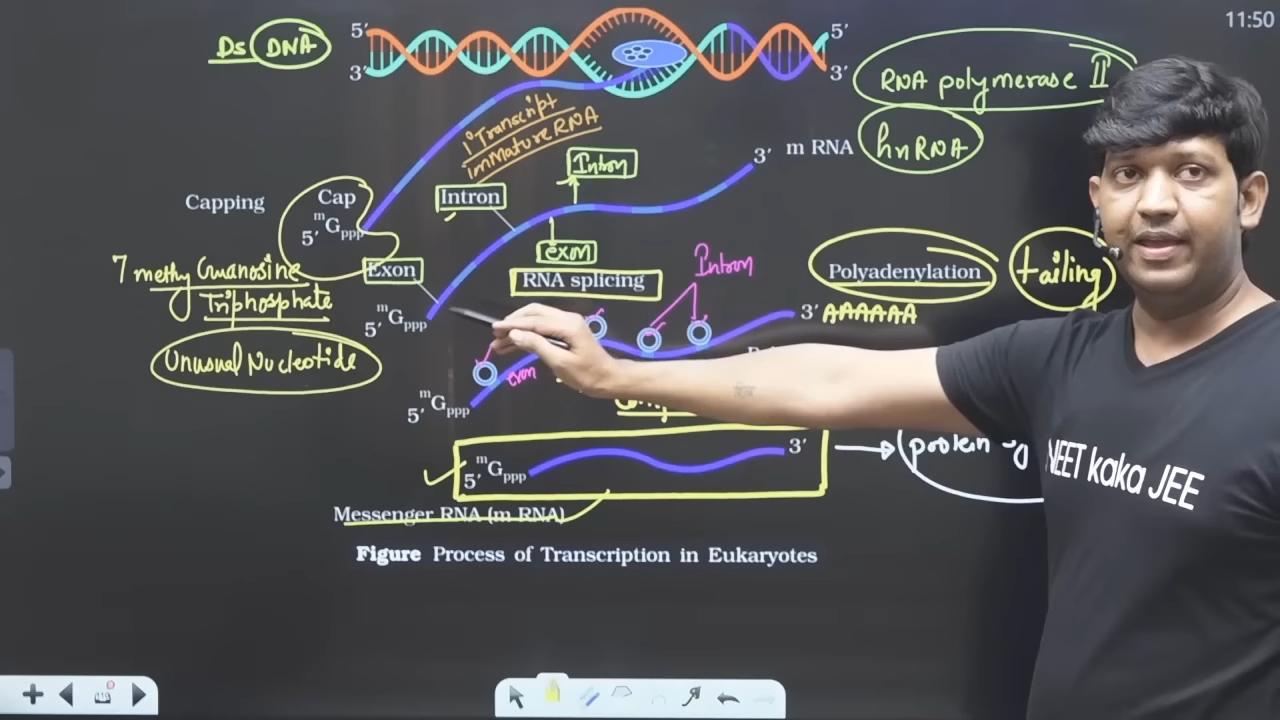 11:50
Ds DNA
5′
3′
5′
3′
RNA polymerase II
hnRNA
1° Transcript
immature RNA
Intron
3′ m RNA
Capping
Cap
5′ mGppp
Intron
exon
Exon
7 methy Guanosine
Triphosphate
Unusual Nucleotide
RNA splicing
Intron
Polyadenylation
tailing
5′ mGppp
3′ AAAAAA
exon
5′ mGppp
5′ mGppp
3′
protein
Messenger RNA (m RNA)
Figure Process of Transcription in Eukaryotes
NEET kaka JEE